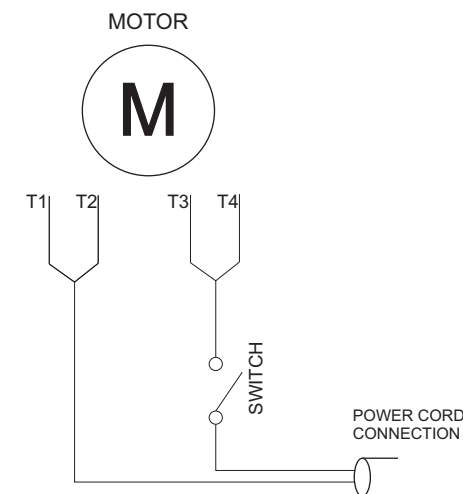 MOTOR
M
T1 T2 T3 T4
SWITCH
POWER CORD
CONNECTION